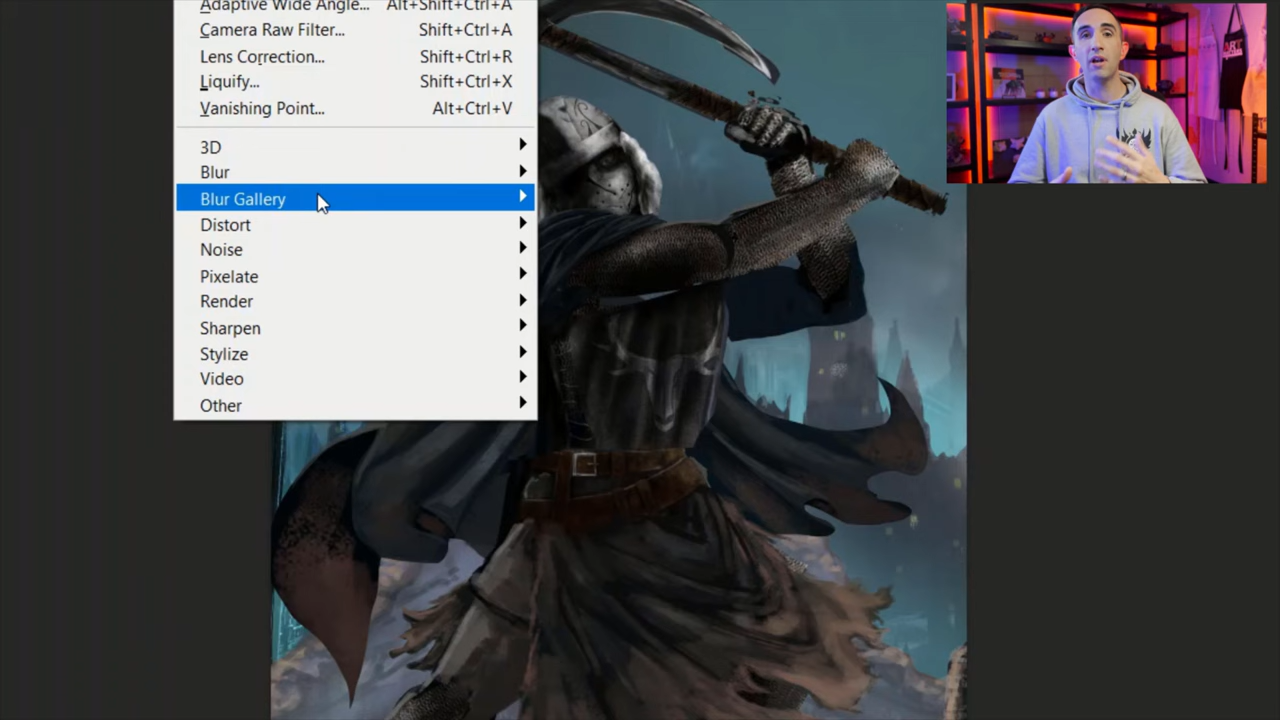 Adaptive Wide Angle... Alt+Shift+Ctrl+A
Camera Raw Filter... Shift+Ctrl+A
Lens Correction... Shift+Ctrl+R
Liquify... Shift+Ctrl+X
Vanishing Point... Alt+Ctrl+V
3D
Blur
Blur Gallery
Distort
Noise
Pixelate
Render
Sharpen
Stylize
Video
Other
ART